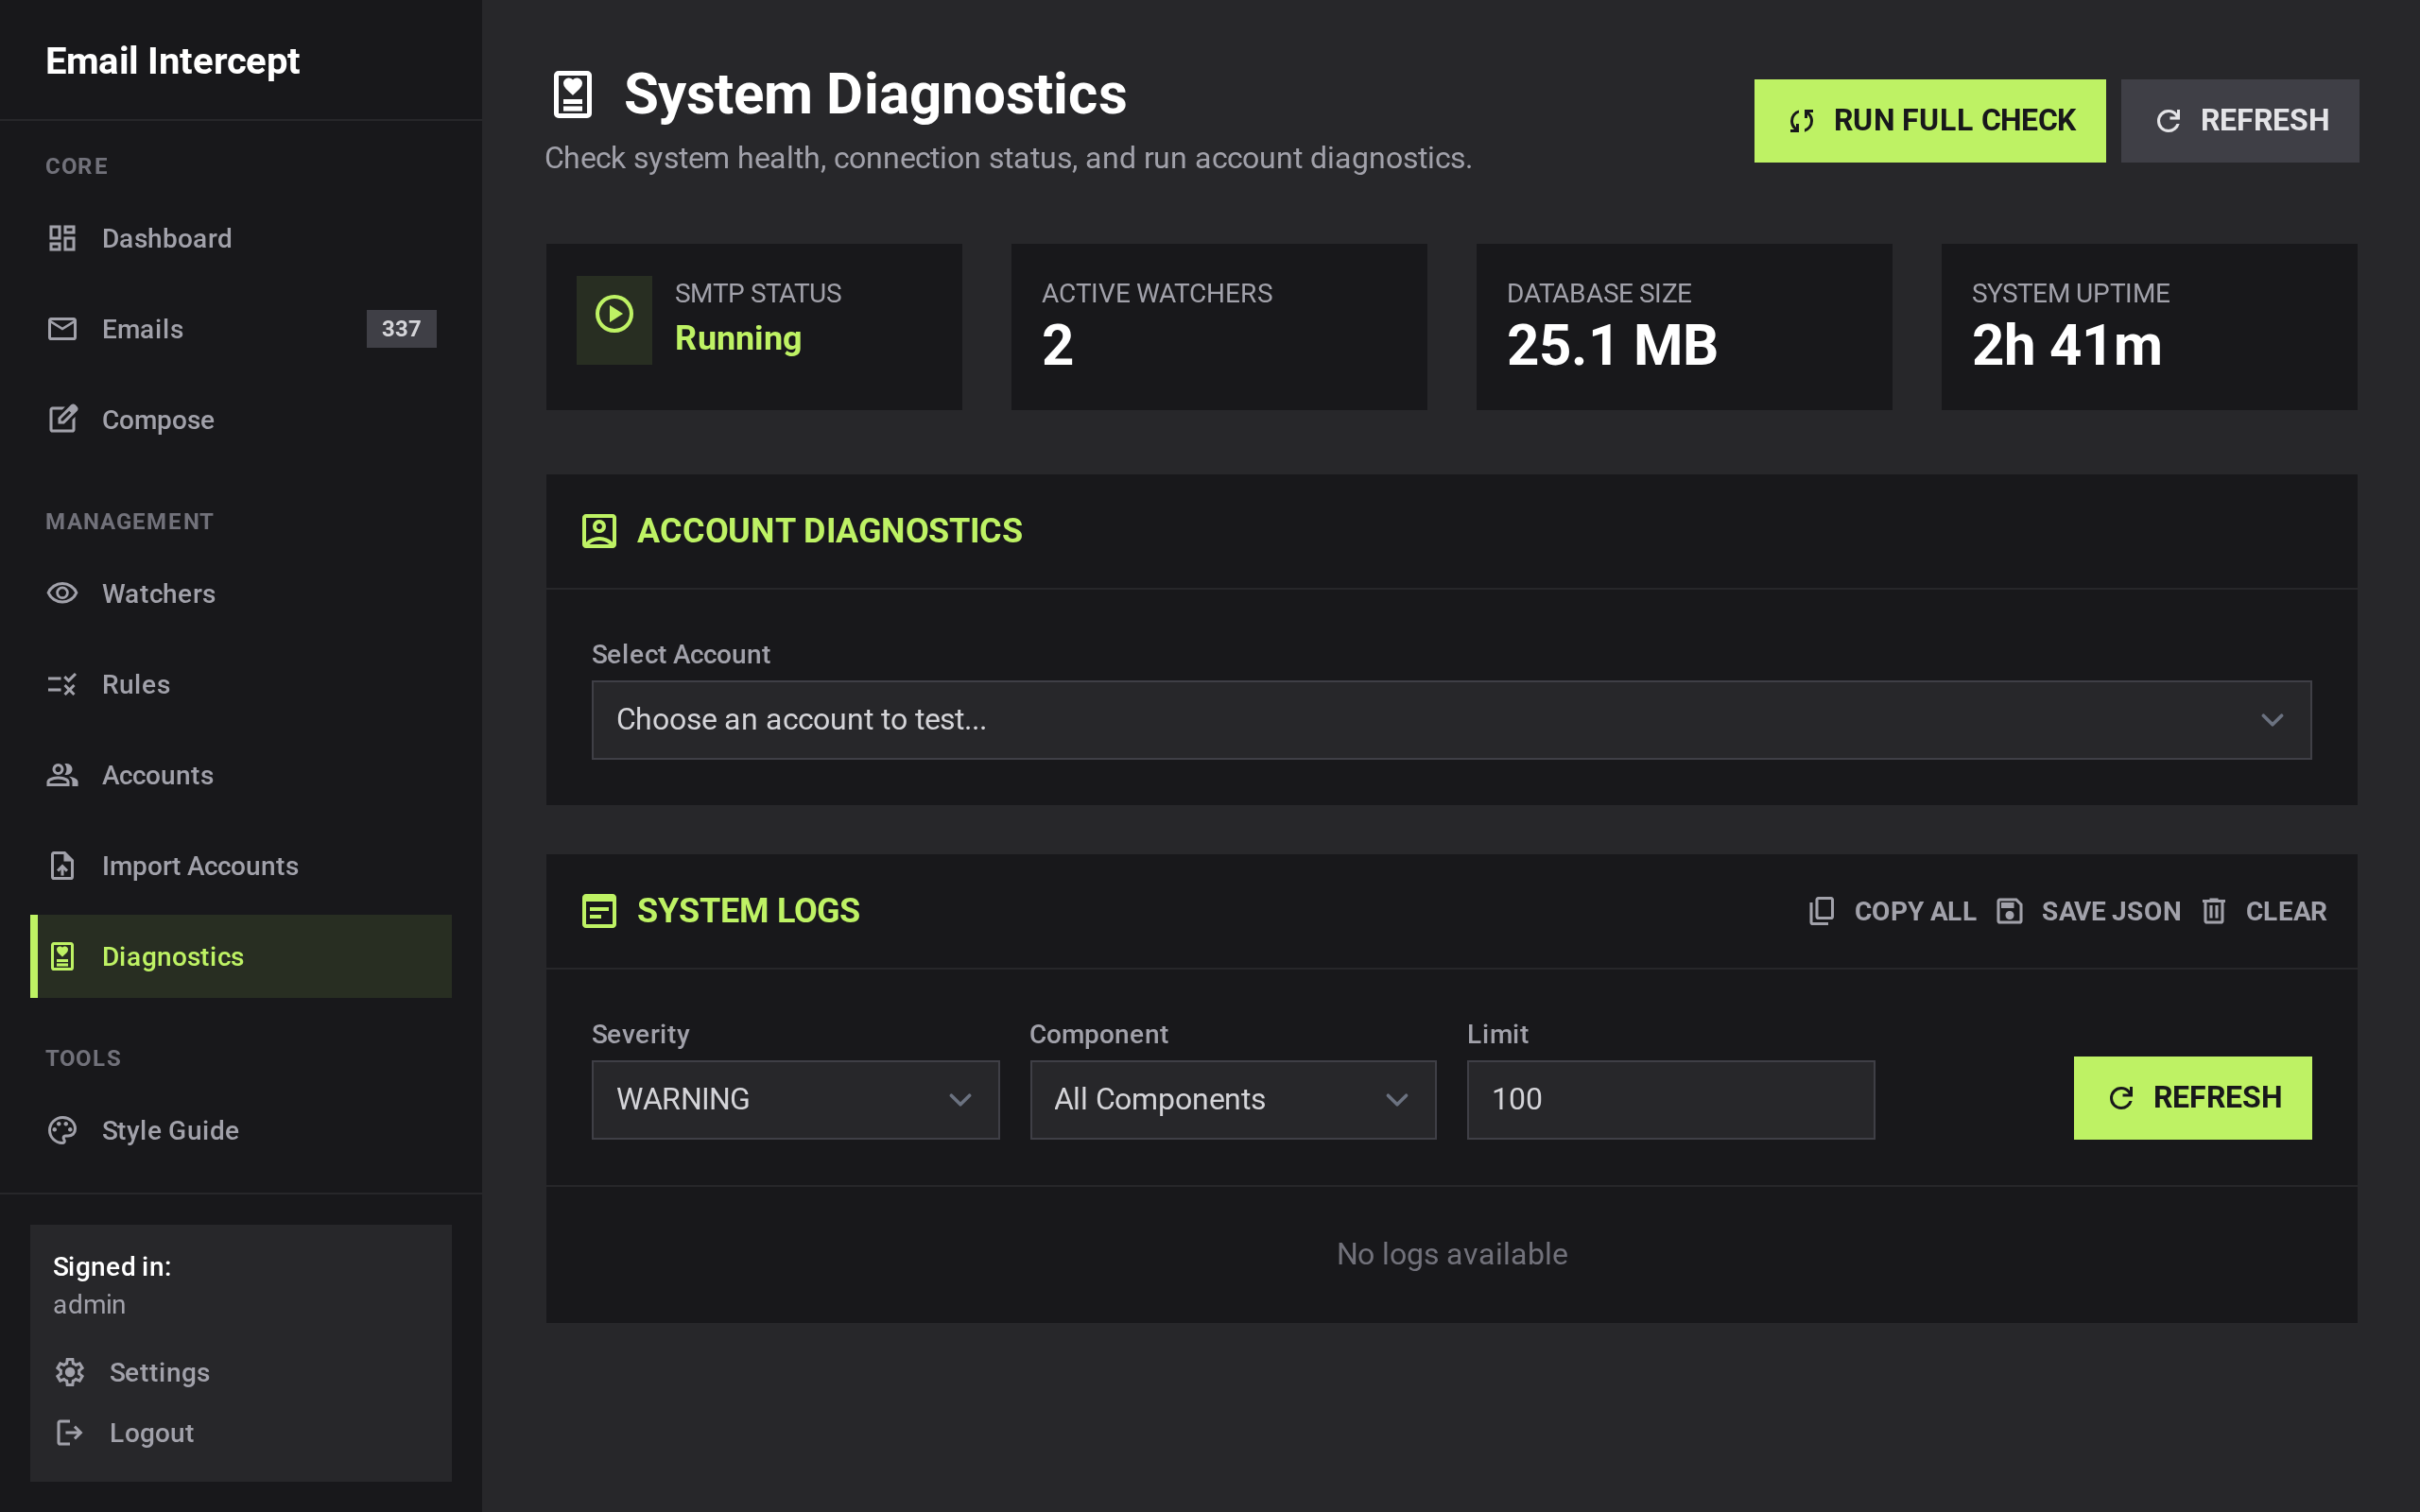 Email Intercept
CORE
Dashboard
Emails 337
Compose
MANAGEMENT
Watchers
Rules
Accounts
Import Accounts
Diagnostics
TOOLS
Style Guide
Signed in:
admin
Settings
Logout
System Diagnostics
Check system health, connection status, and run account diagnostics.
RUN FULL CHECK
REFRESH
SMTP STATUS
Running
ACTIVE WATCHERS
2
DATABASE SIZE
25.1 MB
SYSTEM UPTIME
2h 41m
ACCOUNT DIAGNOSTICS
Select Account
Choose an account to test...
SYSTEM LOGS
COPY ALL
SAVE JSON
CLEAR
Severity
WARNING
Component
All Components
Limit
100
REFRESH
No logs available